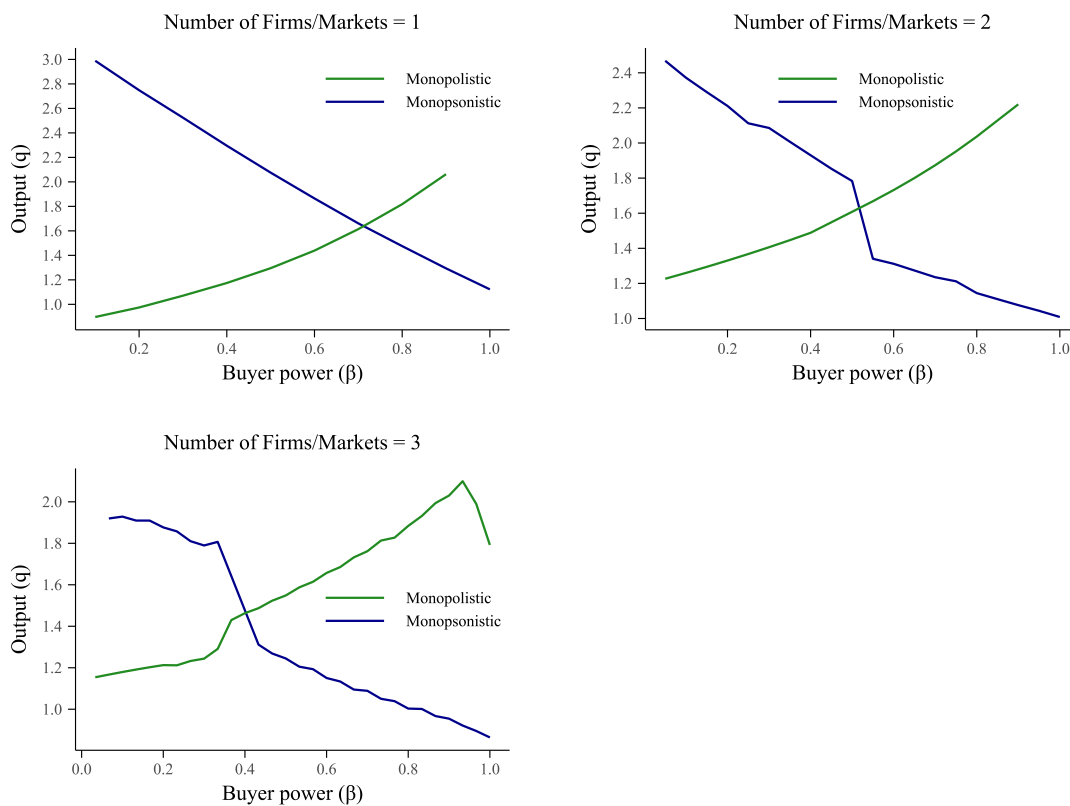 Number of Firms/Markets = 1
Output (q)
3.0
2.8
2.6
2.4
2.2
2.0
1.8
1.6
1.4
1.2
1.0
Monopolistic
Monopsonistic
0.2 0.4 0.6 0.8 1.0
Buyer power (β)
Number of Firms/Markets = 2
Output (q)
2.4
2.2
2.0
1.8
1.6
1.4
1.2
1.0
Monopolistic
Monopsonistic
0.2 0.4 0.6 0.8 1.0
Buyer power (β)
Number of Firms/Markets = 3
Output (q)
2.0
1.8
1.6
1.4
1.2
1.0
Monopolistic
Monopsonistic
0.0 0.2 0.4 0.6 0.8 1.0
Buyer power (β)